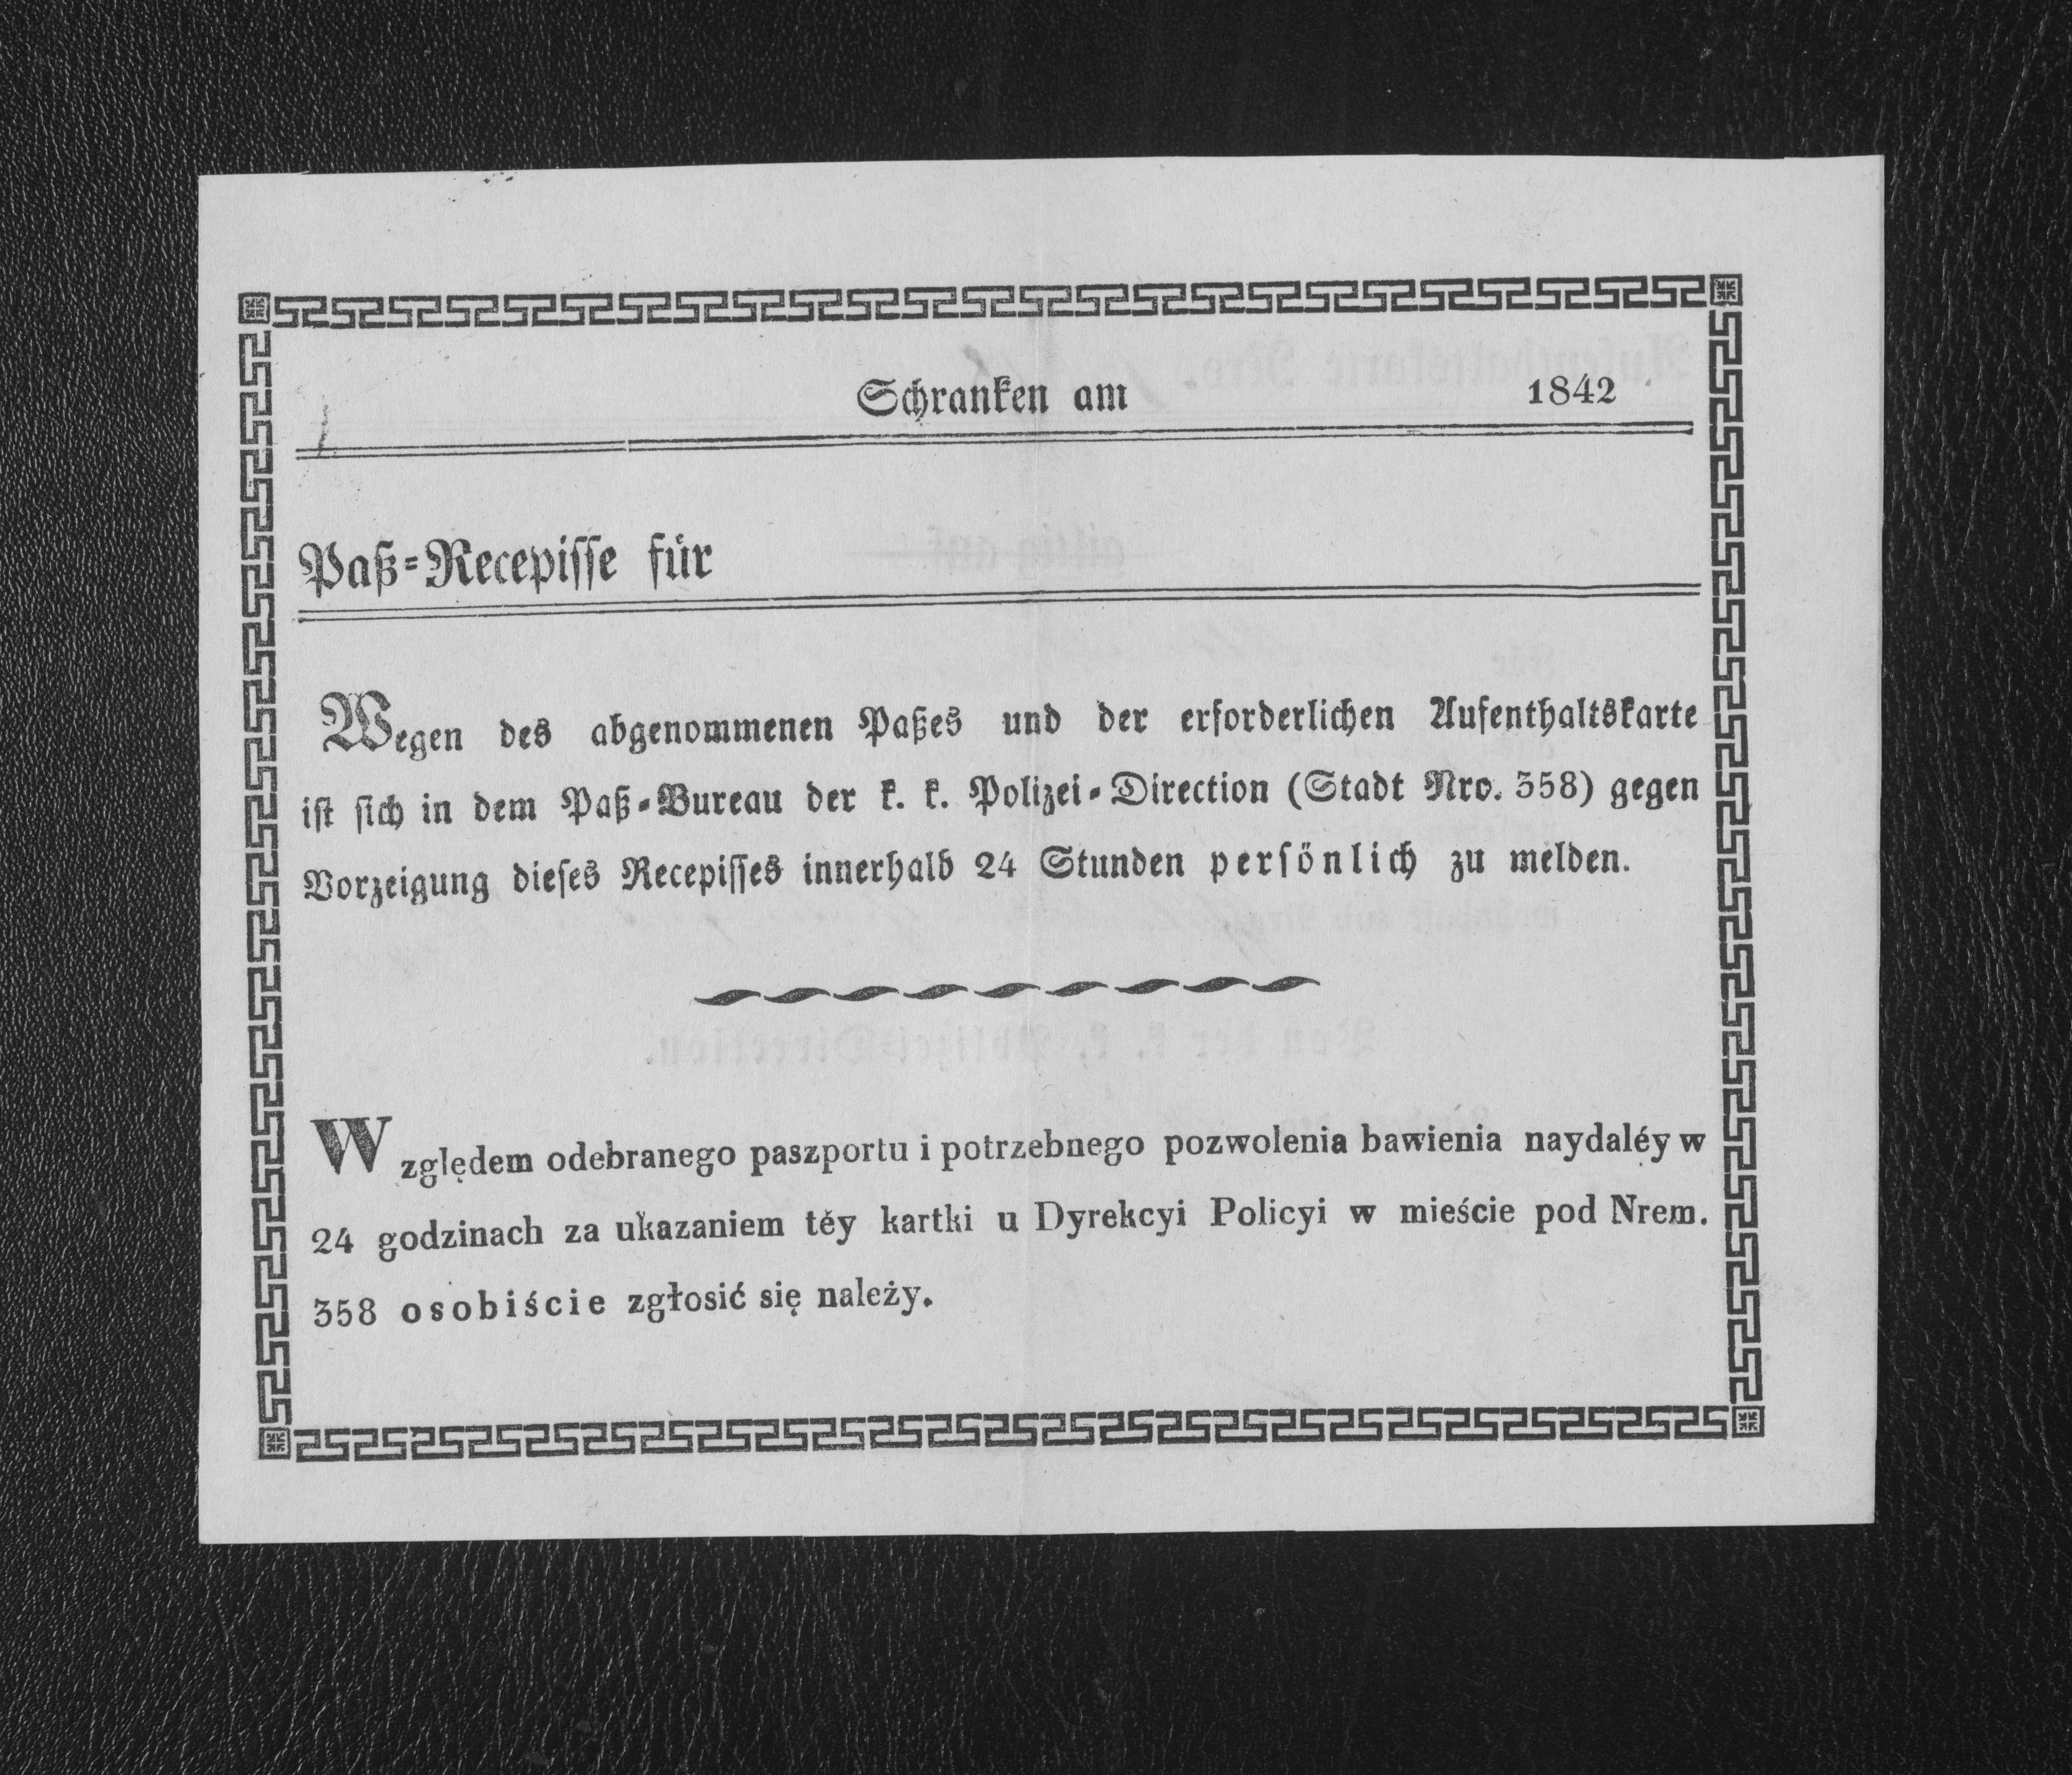 Schranken am 1842
Paß-Recepisse für
Wegen des abgenommenen Paßes und der erforderlichen Aufenthaltskarte
ist sich in dem Paß-Bureau der k. k. Polizei-Direction (Stadt Nro. 358) gegen
Vorzeigung dieses Recepisses innerhalb 24 Stunden persönlich zu melden.
Względem odebranego paszportu i potrzebnego pozwolenia bawienia naydaléy w
24 godzinach za ukazaniem téy kartki u Dyrekcyi Policyi w mieście pod Nrem.
358 osobiście zgłosić się należy.